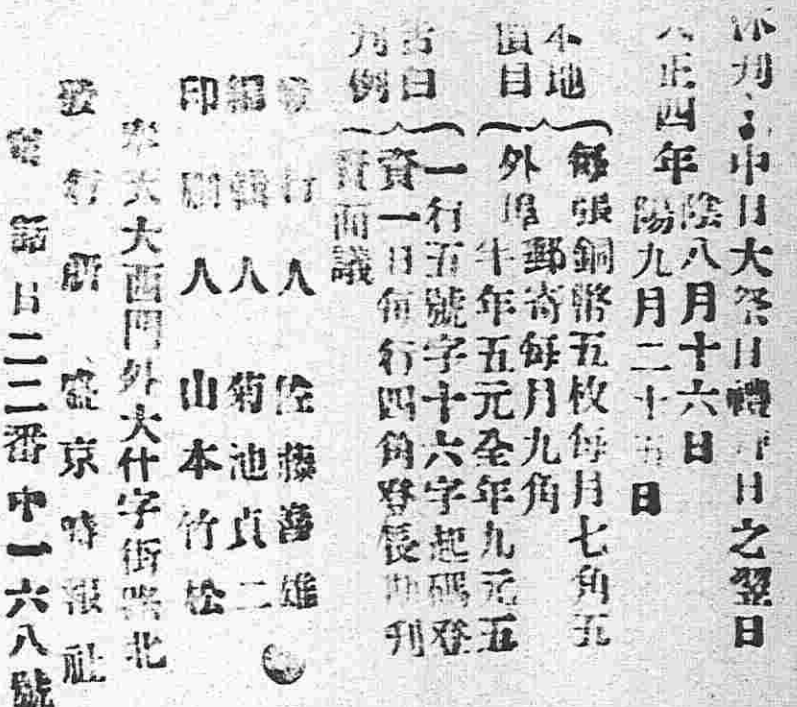 休刊 中日大祭日禮拜日之翌日
大正四年
陰八月十六日
陽九月二十五日
本地
價目
每張銅幣五枚每月七角五
外埠郵寄每月九角
半年五元全年九元五
告白
刊例
一行五號字十六字起碼登
資一日每行四角登長期刊
資面議
發行人 佐藤善雄
編輯人 菊池貞二
印刷人 山本竹松
奉天大西門外大什字街路北
發行所 盛京時報社
電話日二二番中一六八號